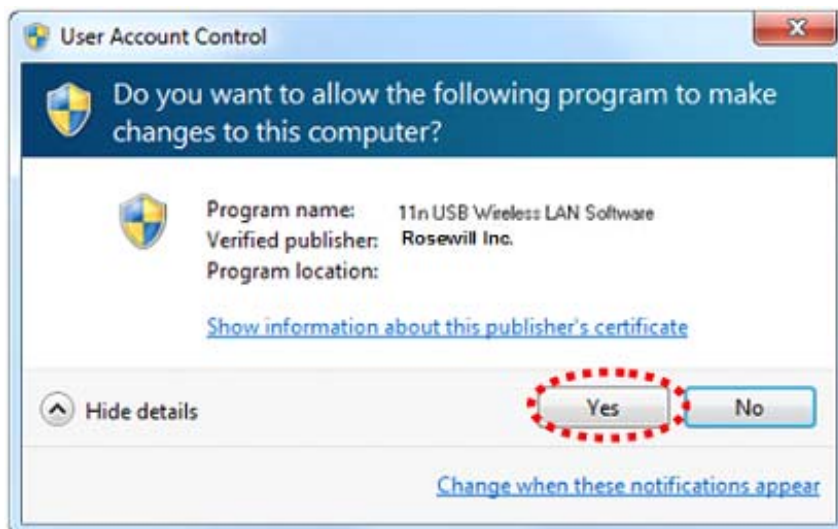 User Account Control
Do you want to allow the following program to make
changes to this computer?
Program name: 11n USB Wireless LAN Software
Verified publisher: Rosewill Inc.
Program location:
Show information about this publisher's certificate
Hide details Yes No
Change when these notifications appear